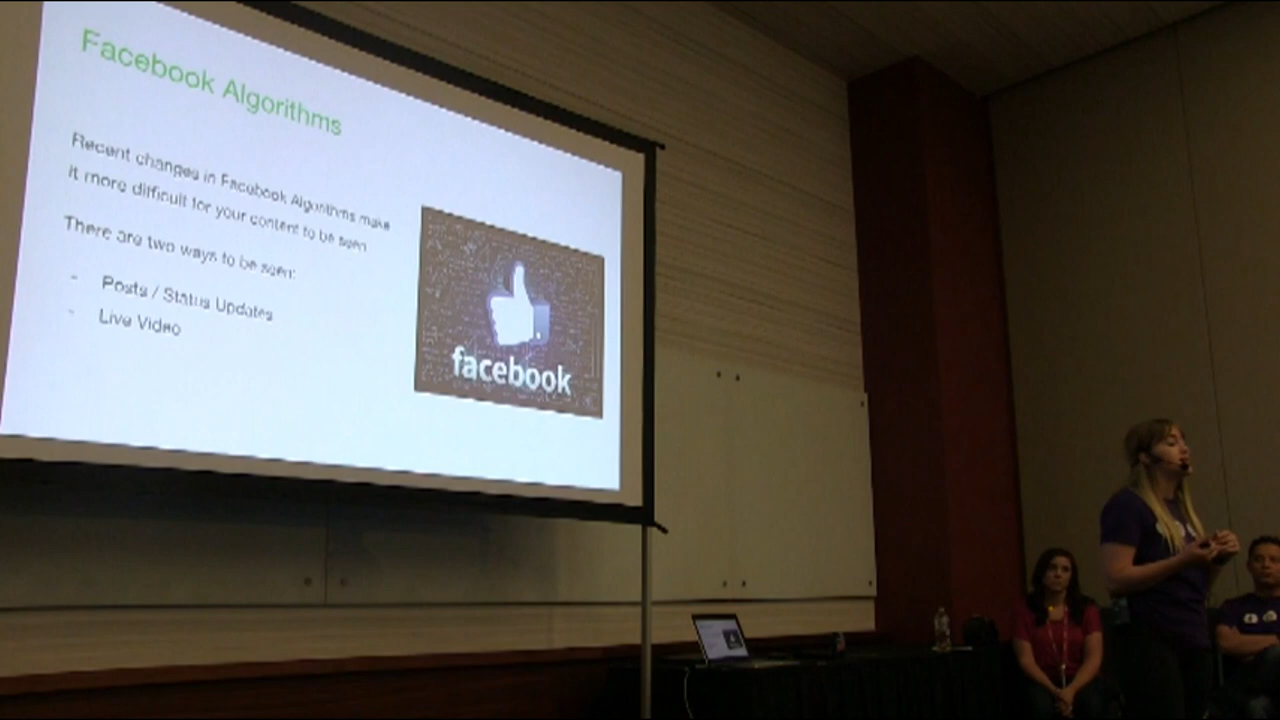 Facebook Algorithms
Recent changes in Facebook Algorithms make
it more difficult for your content to be seen
There are two ways to be seen:
- Posts / Status Updates
- Live Video
facebook